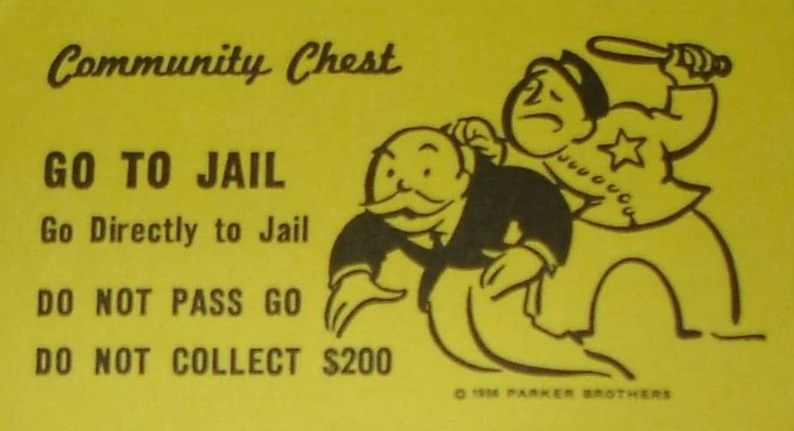 Community Chest
GO TO JAIL
Go Directly to Jail
DO NOT PASS GO
DO NOT COLLECT $200
© 1936 PARKER BROTHERS